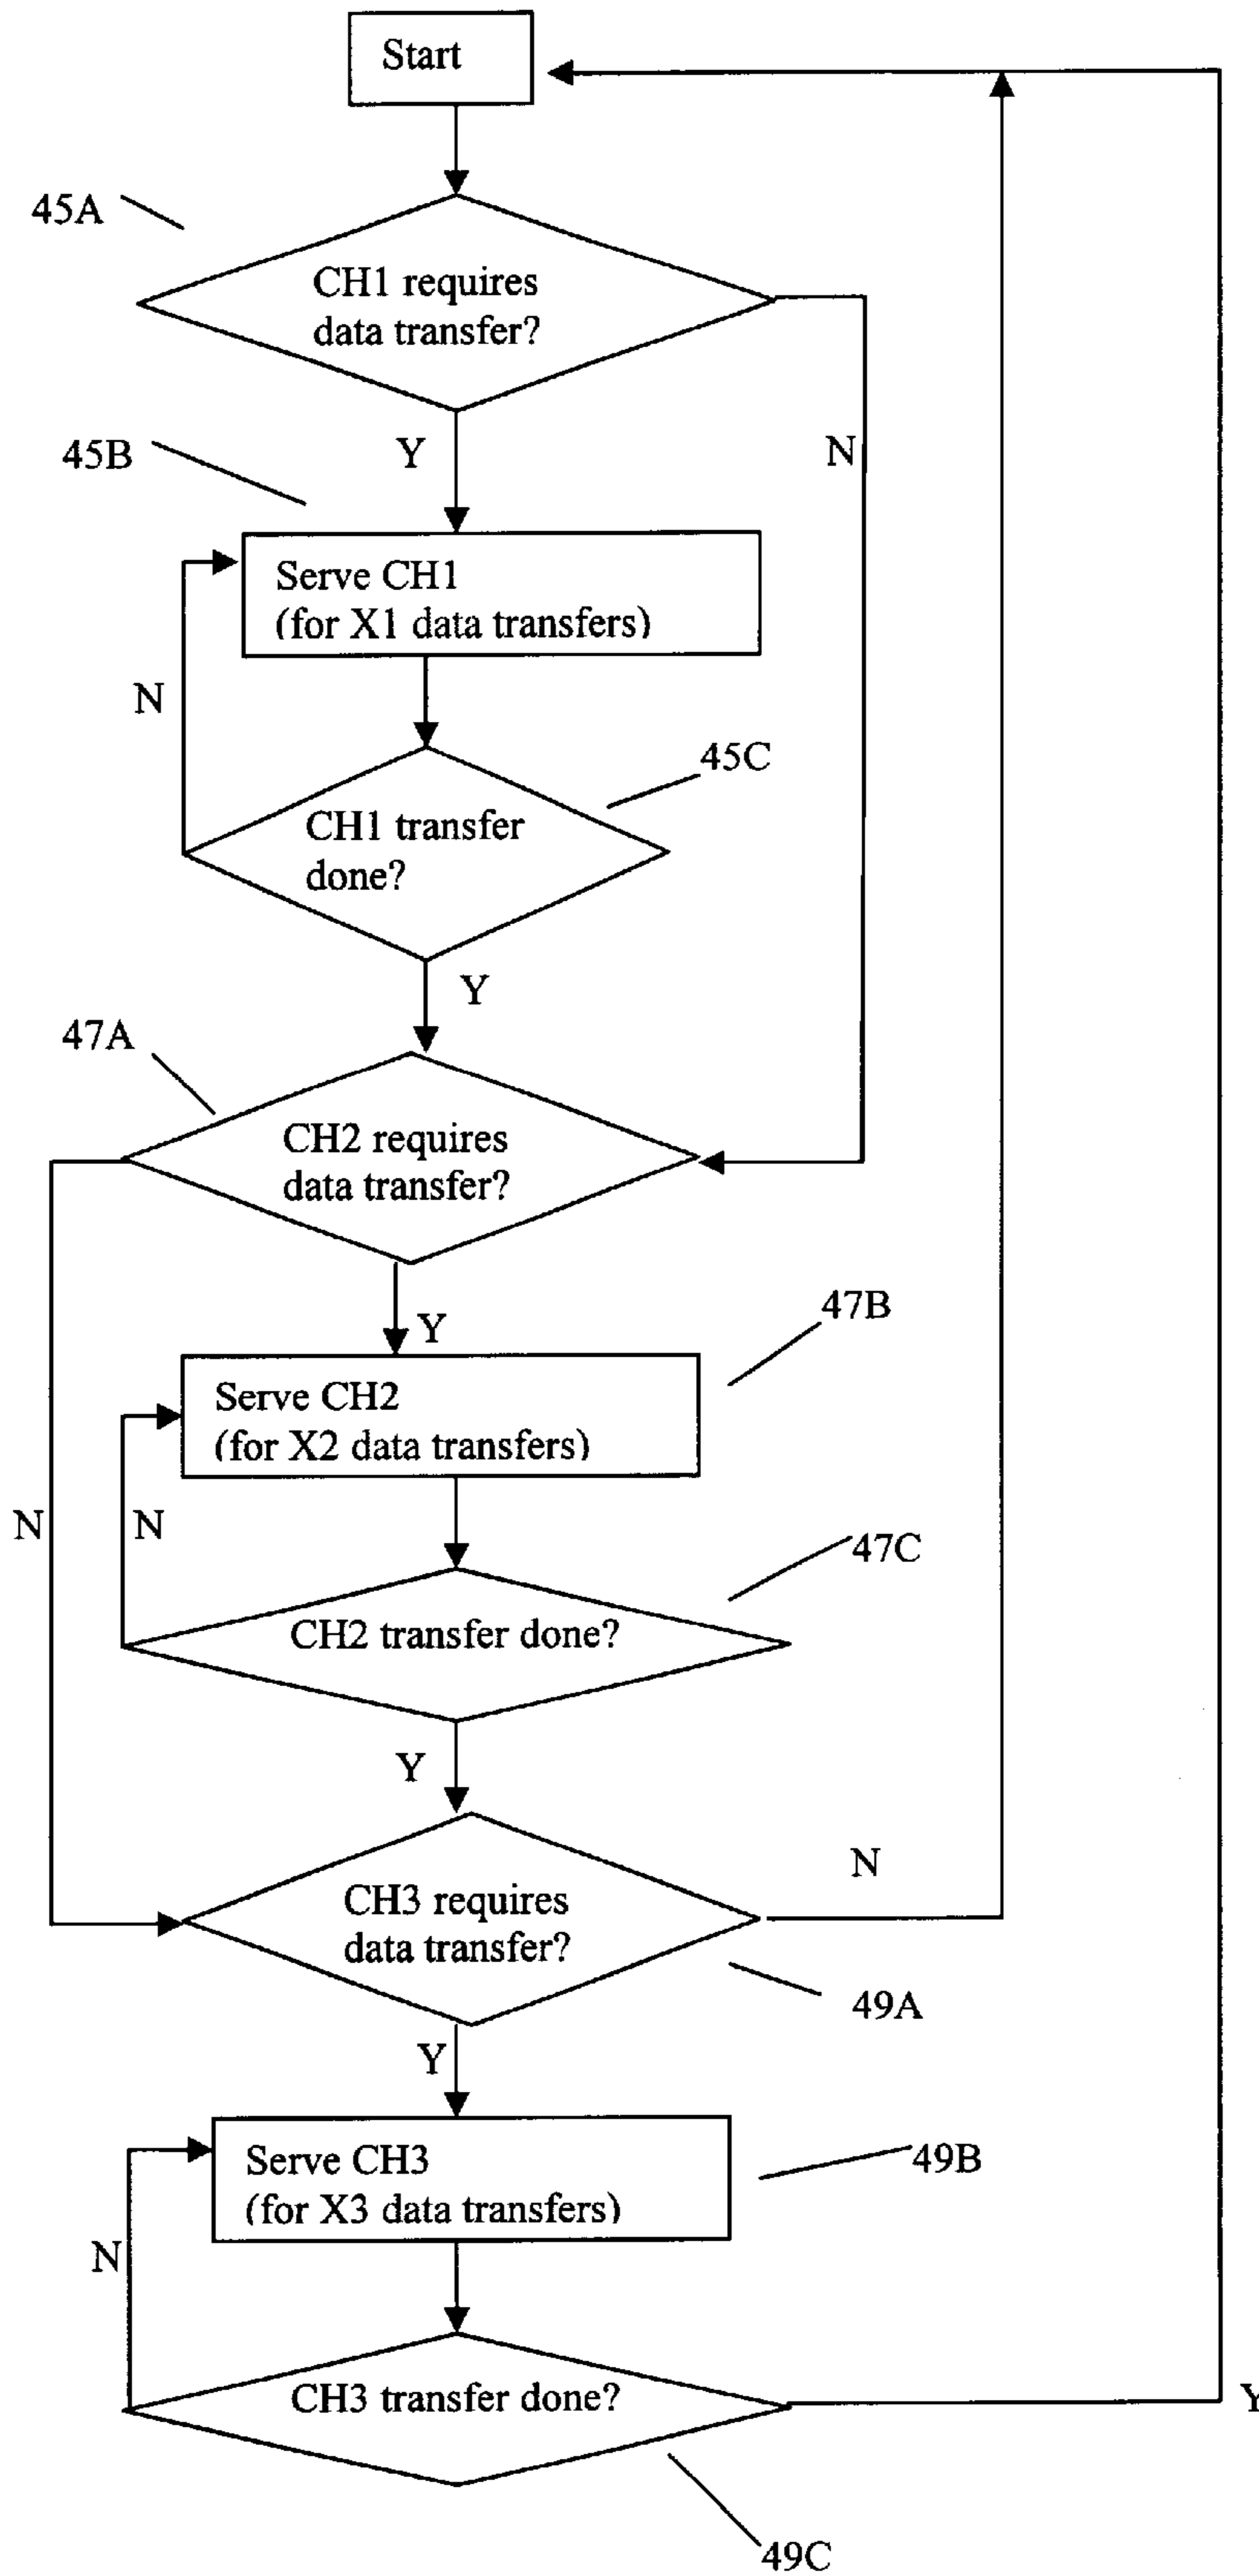 Start
45A
CH1 requires
data transfer?
45B
Y
N
Serve CH1
(for X1 data transfers)
N
45C
CH1 transfer
done?
Y
47A
CH2 requires
data transfer?
47B
Y
Serve CH2
(for X2 data transfers)
N
N
47C
CH2 transfer done?
Y
N
CH3 requires
data transfer?
49A
Y
Serve CH3
(for X3 data transfers)
49B
N
CH3 transfer done?
Y
49C